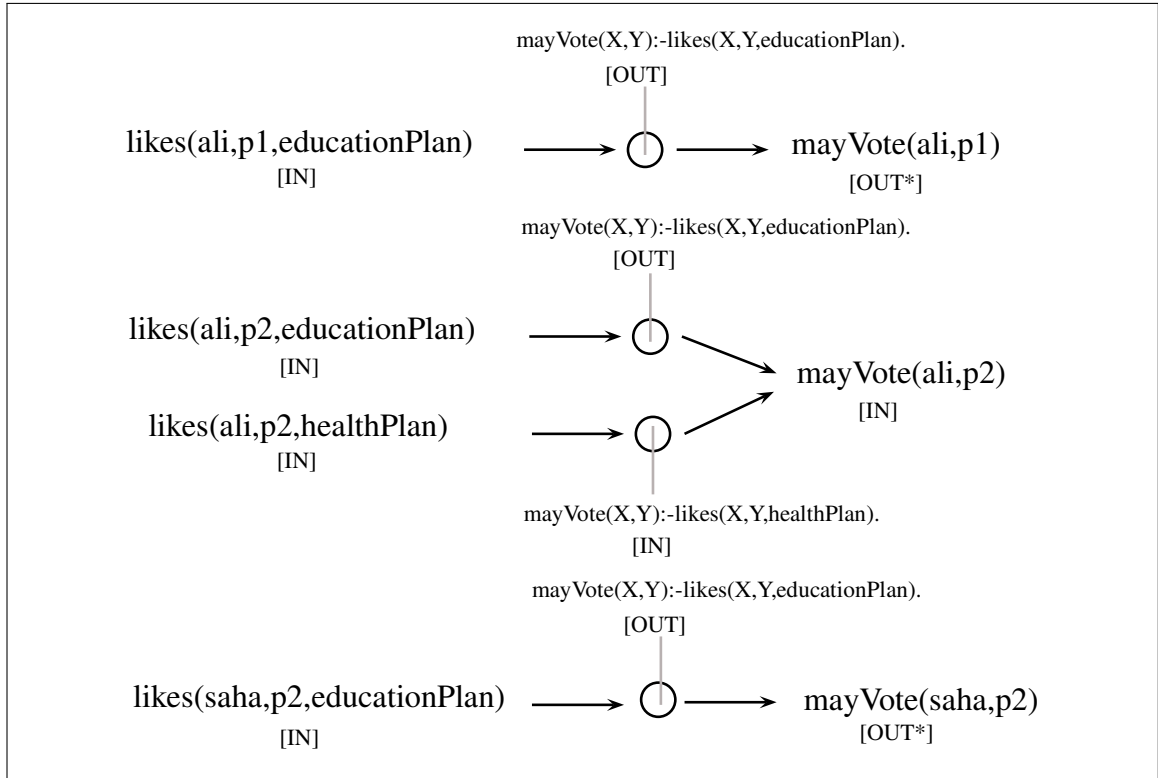 mayVote(X,Y):-likes(X,Y,educationPlan).
[OUT]
likes(ali,p1,educationPlan)
[IN]
mayVote(ali,p1)
[OUT*]
mayVote(X,Y):-likes(X,Y,educationPlan).
[OUT]
likes(ali,p2,educationPlan)
[IN]
mayVote(ali,p2)
[IN]
likes(ali,p2,healthPlan)
[IN]
mayVote(X,Y):-likes(X,Y,healthPlan).
[IN]
mayVote(X,Y):-likes(X,Y,educationPlan).
[OUT]
likes(saha,p2,educationPlan)
[IN]
mayVote(saha,p2)
[OUT*]